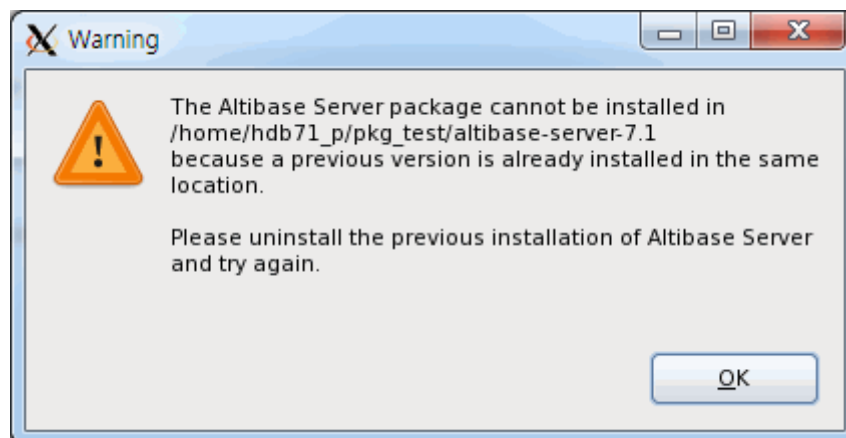 Warning
The Altibase Server package cannot be installed in
/home/hdb71_p/pkg_test/altibase-server-7.1
because a previous version is already installed in the same
location.
Please uninstall the previous installation of Altibase Server
and try again.
OK